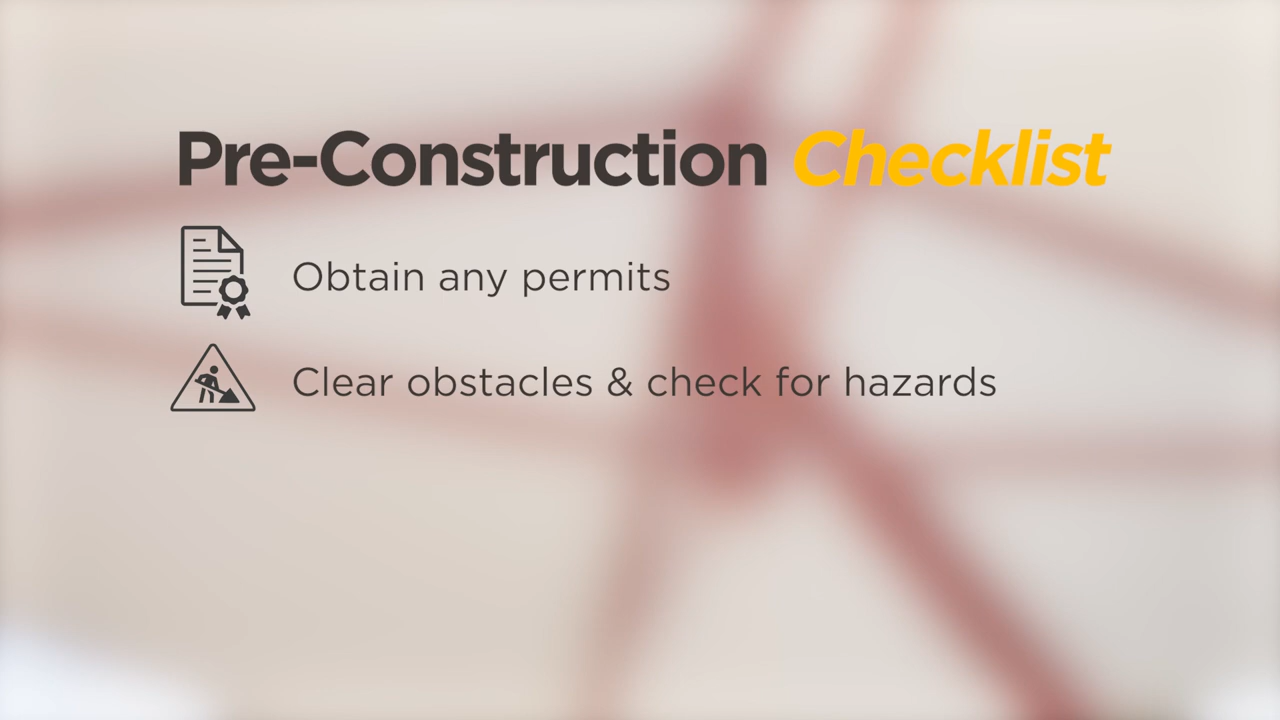 Pre-Construction Checklist
Obtain any permits
Clear obstacles & check for hazards